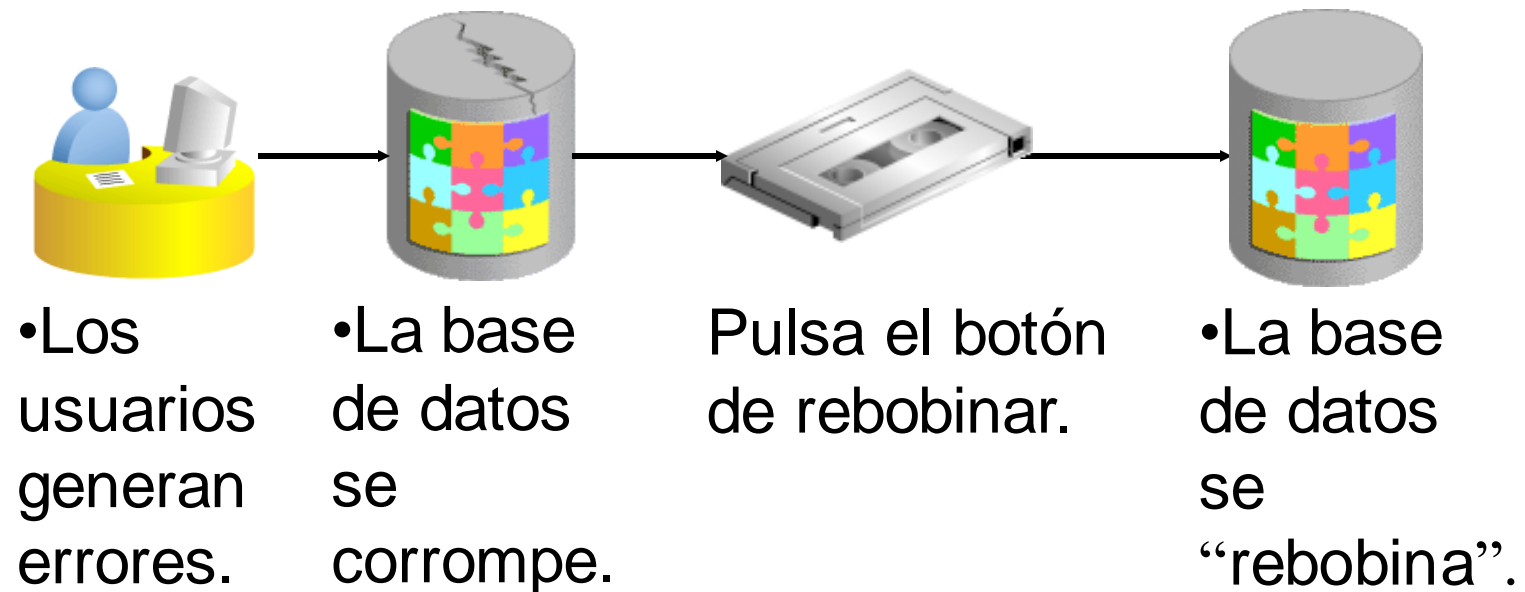 •Los
usuarios
generan
errores.
•La base
de datos
se
corrompe.
Pulsa el botón
de rebobinar.
•La base
de datos
se
“rebobina”.